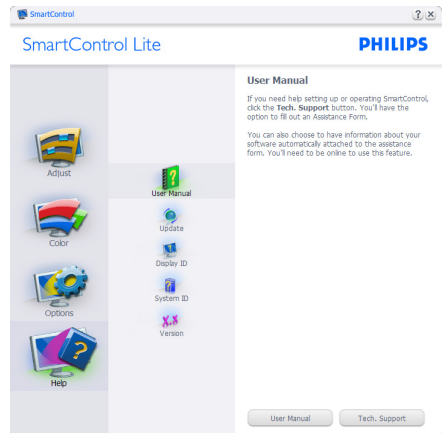 SmartControl
? x
SmartControl Lite
PHILIPS
Adjust
Color
Options
Help
User Manual
Update
Display ID
System ID
X.X
Version
User Manual
If you need help setting up or operating SmartControl,
click the Tech. Support button. You'll have the
option to fill out an Assistance Form.
You can also choose to have information about your
software automatically attached to the assistance
form. You'll need to be online to use this feature.
User Manual
Tech. Support